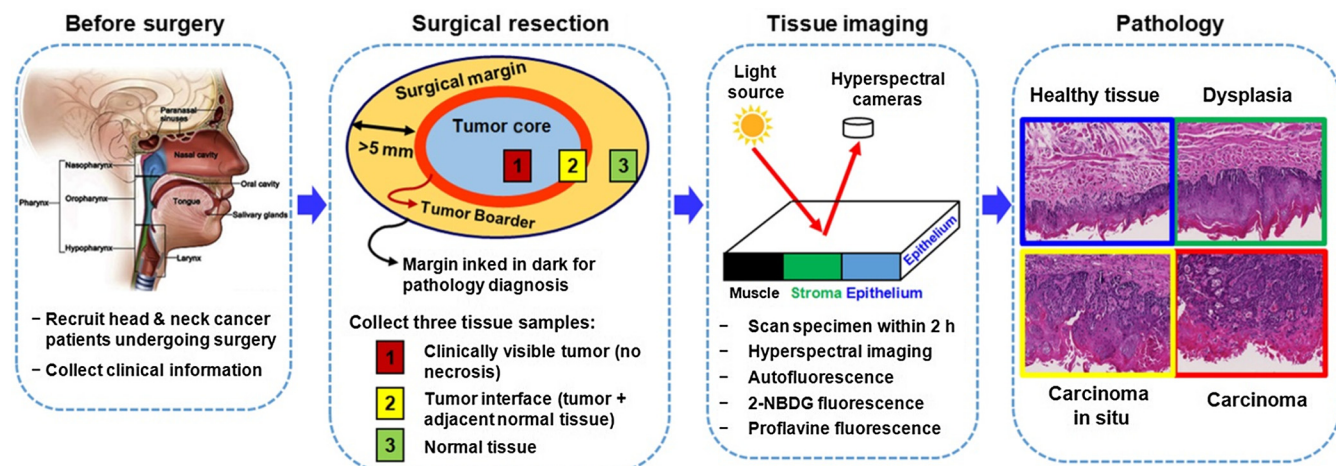 Before surgery
Paranasal
sinuses
Nasal cavity
Nasopharynx
Oral cavity
Pharynx
Oropharynx
Tongue
Salivary glands
Hypopharynx
Larynx
– Recruit head & neck cancer
patients undergoing surgery
– Collect clinical information
Surgical resection
Surgical margin
Tumor core
>5 mm
1
2
3
Tumor Boarder
Margin inked in dark for
pathology diagnosis
Collect three tissue samples:
1 Clinically visible tumor (no
necrosis)
2 Tumor interface (tumor +
adjacent normal tissue)
3 Normal tissue
Tissue imaging
Light
source
Hyperspectral
cameras
Epithelium
Muscle Stroma Epithelium
– Scan specimen within 2 h
– Hyperspectral imaging
– Autofluorescence
– 2-NBDG fluorescence
– Proflavine fluorescence
Pathology
Healthy tissue
Dysplasia
Carcinoma
in situ
Carcinoma